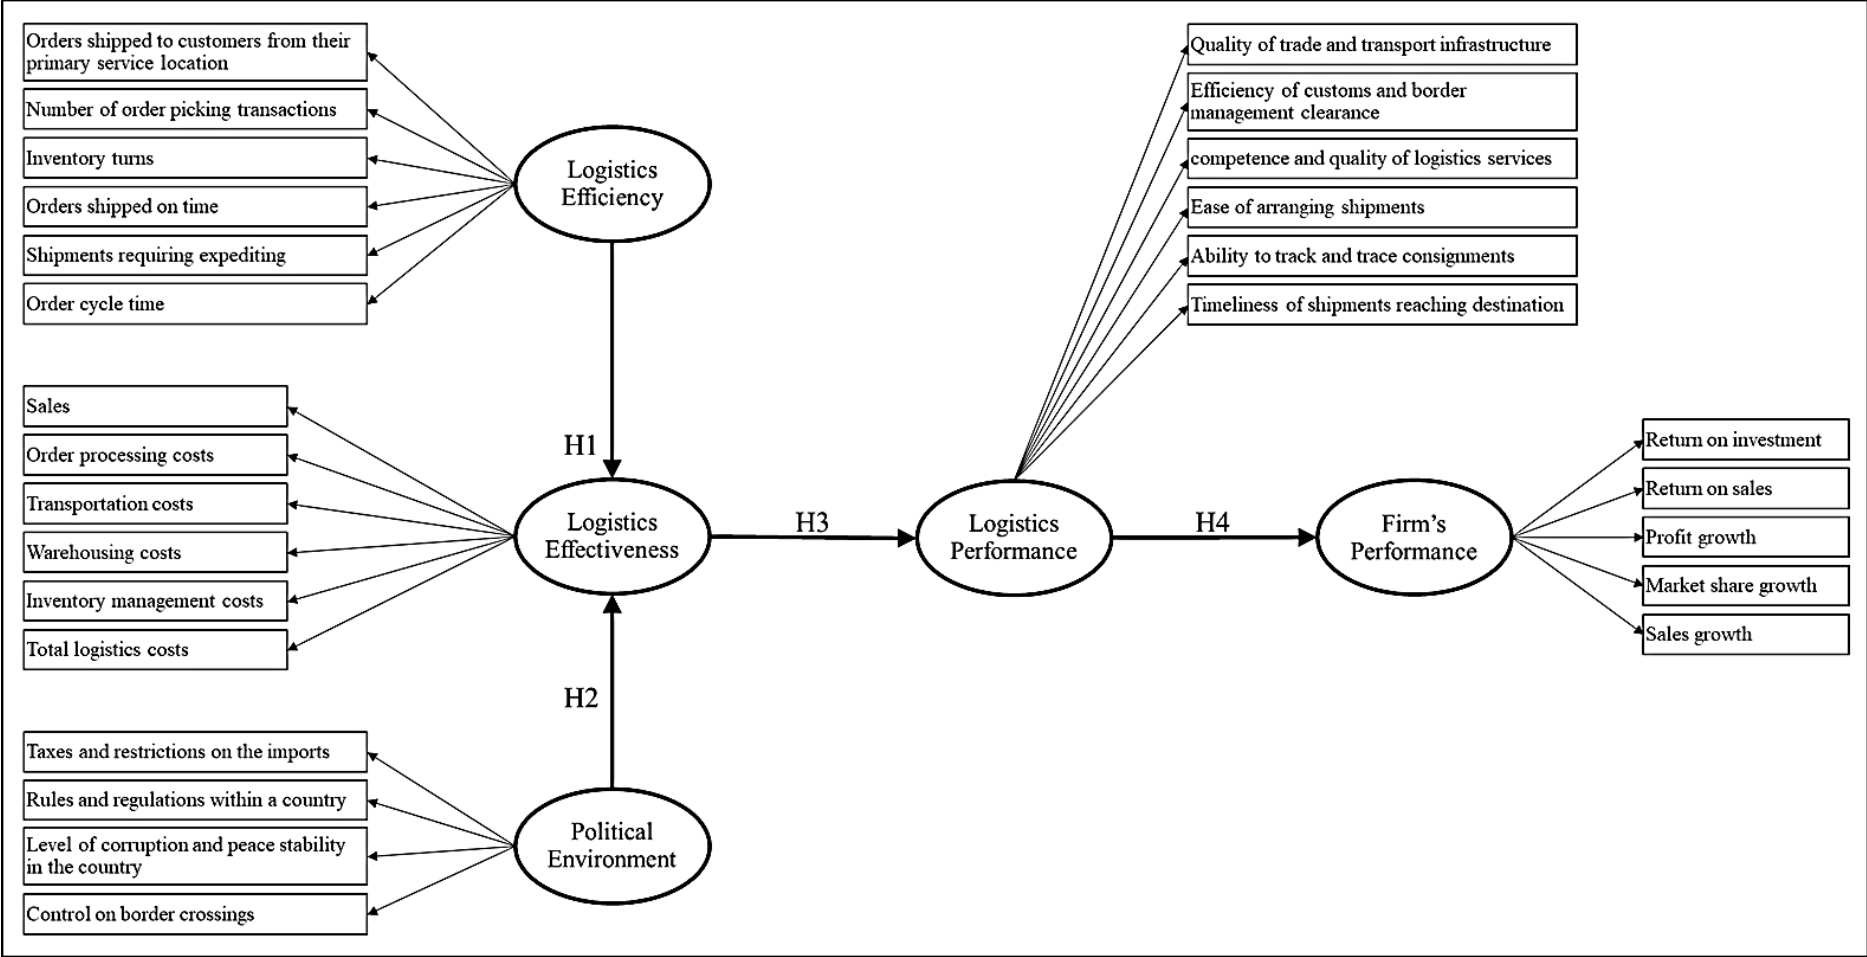 Orders shipped to customers from their
primary service location
Number of order picking transactions
Inventory turns
Orders shipped on time
Shipments requiring expediting
Order cycle time
Logistics
Efficiency
Quality of trade and transport infrastructure
Efficiency of customs and border
management clearance
competence and quality of logistics services
Ease of arranging shipments
Ability to track and trace consignments
Timeliness of shipments reaching destination
H1
Sales
Order processing costs
Transportation costs
Warehousing costs
Inventory management costs
Total logistics costs
Logistics
Effectiveness
H3
Logistics
Performance
H4
Firm's
Performance
Return on investment
Return on sales
Profit growth
Market share growth
Sales growth
H2
Taxes and restrictions on the imports
Rules and regulations within a country
Level of corruption and peace stability
in the country
Control on border crossings
Political
Environment